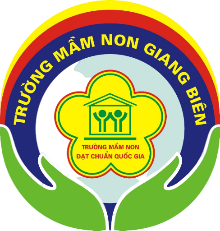 TRƯỜNG MẦM NON GIANG BIÊN
TRƯỜNG MẦM NON
ĐẠT CHUẨN QUỐC GIA